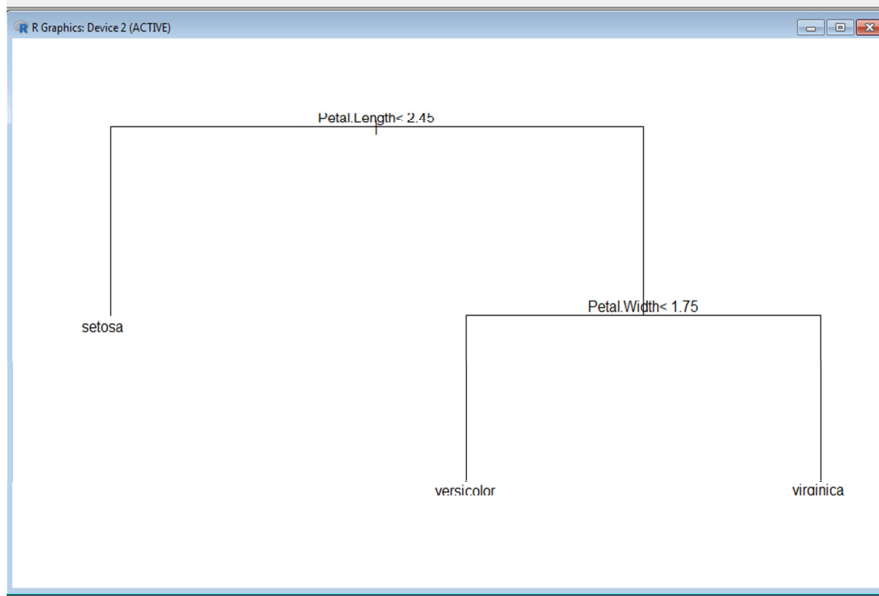 R Graphics: Device 2 (ACTIVE)
Petal.Length< 2.45
Petal.Width< 1.75
setosa
versicolor
virginica